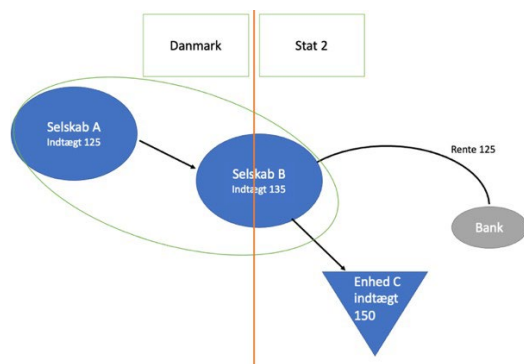 Danmark
Stat 2
Selskab A
Indtægt 125
Selskab B
Indtægt 135
Rente 125
Bank
Enhed C
indtægt
150